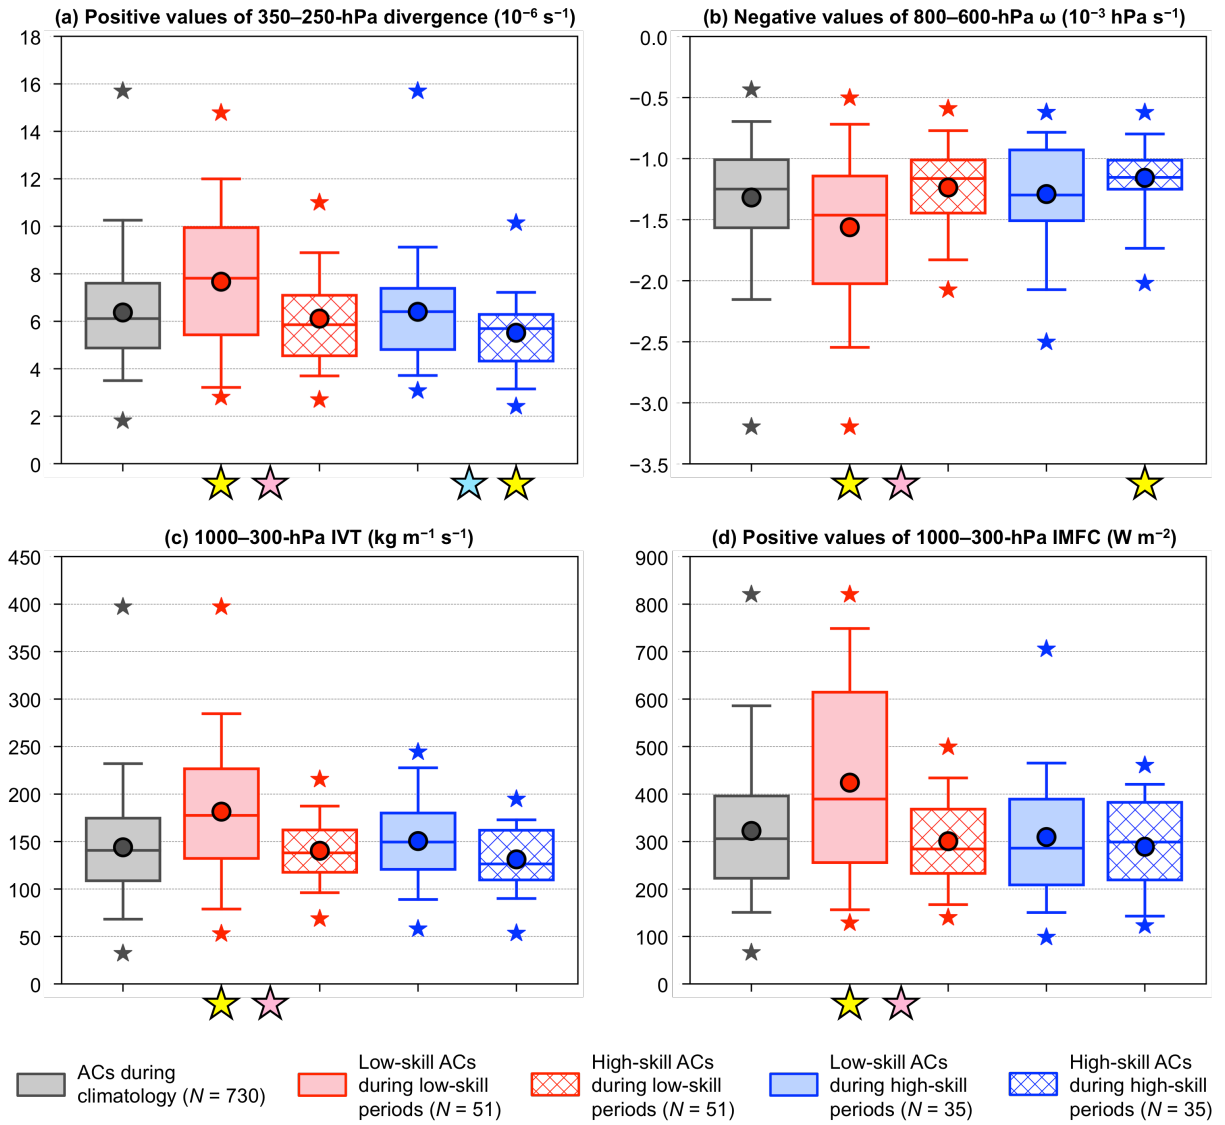 (a) Positive values of 350–250-hPa divergence (10⁻⁶ s⁻¹)
18
16
14
12
10
8
6
4
2
0
(b) Negative values of 800–600-hPa ω (10⁻³ hPa s⁻¹)
0.0
−0.5
−1.0
−1.5
−2.0
−2.5
−3.0
−3.5
(c) 1000–300-hPa IVT (kg m⁻¹ s⁻¹)
450
400
350
300
250
200
150
100
50
0
(d) Positive values of 1000–300-hPa IMFC (W m⁻²)
900
800
700
600
500
400
300
200
100
0
ACs during
climatology (N = 730)
Low-skill ACs
during low-skill
periods (N = 51)
High-skill ACs
during low-skill
periods (N = 51)
Low-skill ACs
during high-skill
periods (N = 35)
High-skill ACs
during high-skill
periods (N = 35)